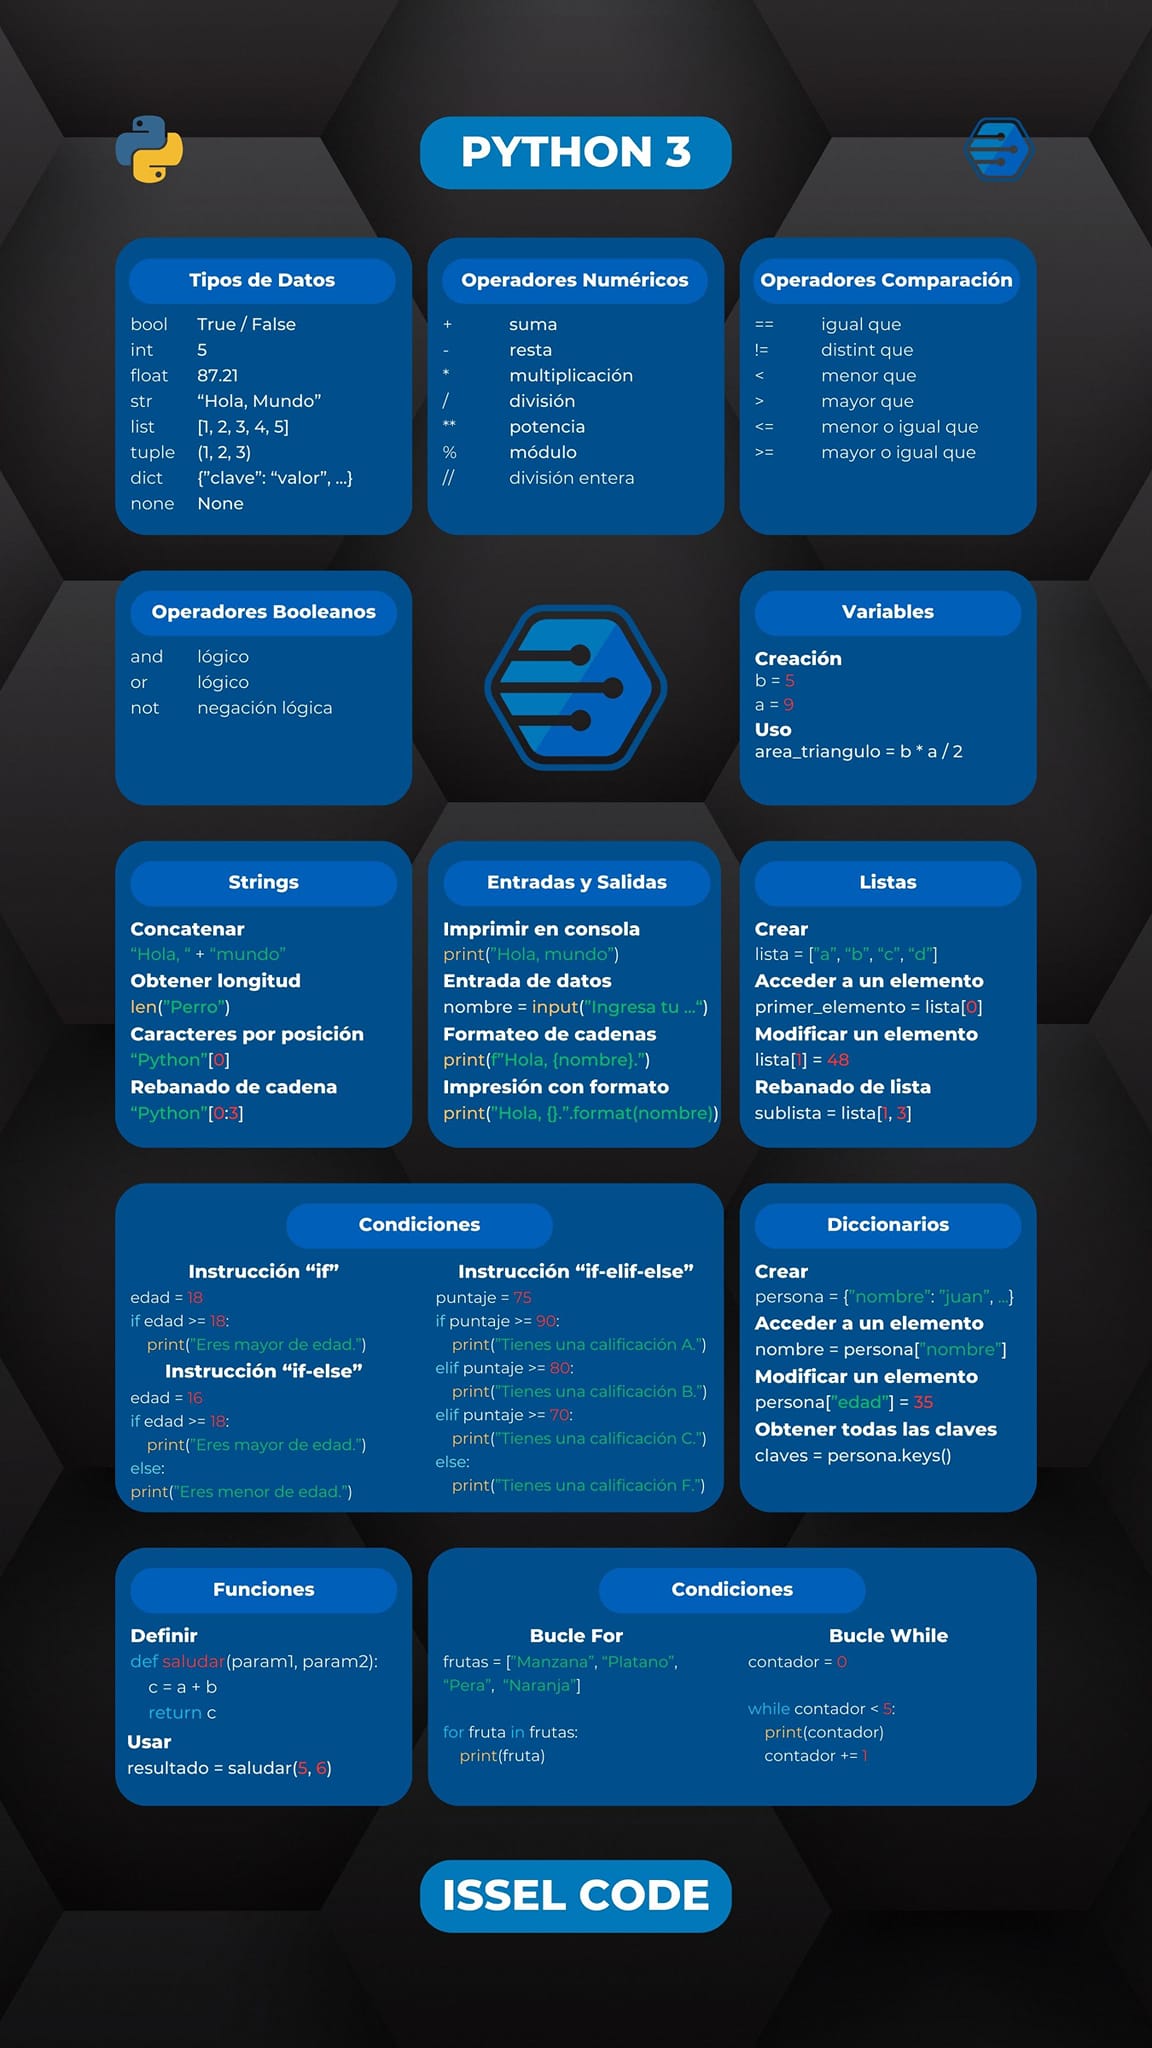 PYTHON 3
Tipos de Datos
bool True / False
int 5
float 87.21
str “Hola, Mundo”
list [1, 2, 3, 4, 5]
tuple (1, 2, 3)
dict {”clave”: “valor”, ...}
none None
Operadores Numéricos
+ suma
- resta
* multiplicación
/ división
** potencia
% módulo
// división entera
Operadores Comparación
== igual que
!= distint que
< menor que
> mayor que
<= menor o igual que
>= mayor o igual que
Operadores Booleanos
and lógico
or lógico
not negación lógica
Variables
Creación
b = 5
a = 9
Uso
area_triangulo = b * a / 2
Strings
Concatenar
“Hola, “ + “mundo”
Obtener longitud
len(”Perro”)
Caracteres por posición
“Python”[0]
Rebanado de cadena
“Python”[0:3]
Entradas y Salidas
Imprimir en consola
print(”Hola, mundo”)
Entrada de datos
nombre = input(”Ingresa tu ...“)
Formateo de cadenas
print(f”Hola, {nombre}.”)
Impresión con formato
print(”Hola, {}.”.format(nombre))
Listas
Crear
lista = [”a”, “b”, “c”, “d”]
Acceder a un elemento
primer_elemento = lista[0]
Modificar un elemento
lista[1] = 48
Rebanado de lista
sublista = lista[1, 3]
Condiciones
Instrucción “if”
edad = 18
if edad >= 18:
print(”Eres mayor de edad.”)
Instrucción “if-else”
edad = 16
if edad >= 18:
print(”Eres mayor de edad.”)
else:
print(”Eres menor de edad.”)
Instrucción “if-elif-else”
puntaje = 75
if puntaje >= 90:
print(”Tienes una calificación A.”)
elif puntaje >= 80:
print(”Tienes una calificación B.”)
elif puntaje >= 70:
print(”Tienes una calificación C.”)
else:
print(”Tienes una calificación F.”)
Diccionarios
Crear
persona = {”nombre”: ”juan”, ...}
Acceder a un elemento
nombre = persona[”nombre”]
Modificar un elemento
persona[”edad”] = 35
Obtener todas las claves
claves = persona.keys()
Funciones
Definir
def saludar(param1, param2):
c = a + b
return c
Usar
resultado = saludar(5, 6)
Condiciones
Bucle For
frutas = [”Manzana”, “Platano”,
“Pera”, “Naranja”]
for fruta in frutas:
print(fruta)
Bucle While
contador = 0
while contador < 5:
print(contador)
contador += 1
ISSEL CODE